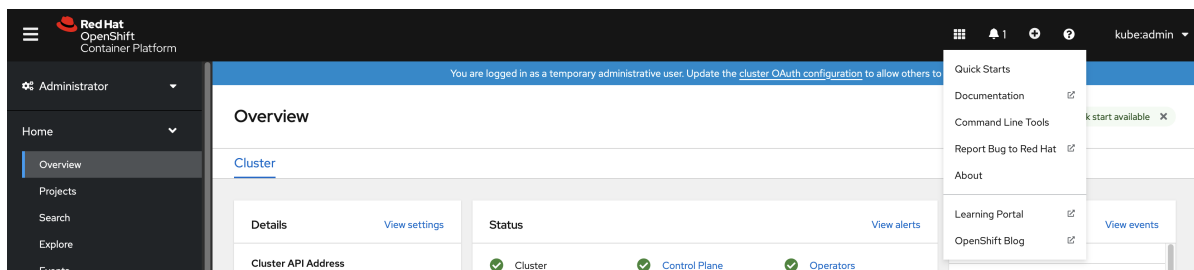 Red Hat
OpenShift
Container Platform
1
kube:admin
Administrator
Home
Overview
Projects
Search
Explore
You are logged in as a temporary administrative user. Update the cluster OAuth configuration to allow others to
Overview
start available
Cluster
Details
View settings
Cluster API Address
Status
View alerts
Cluster
Control Plane
Operators
View events
Quick Starts
Documentation
Command Line Tools
Report Bug to Red Hat
About
Learning Portal
OpenShift Blog